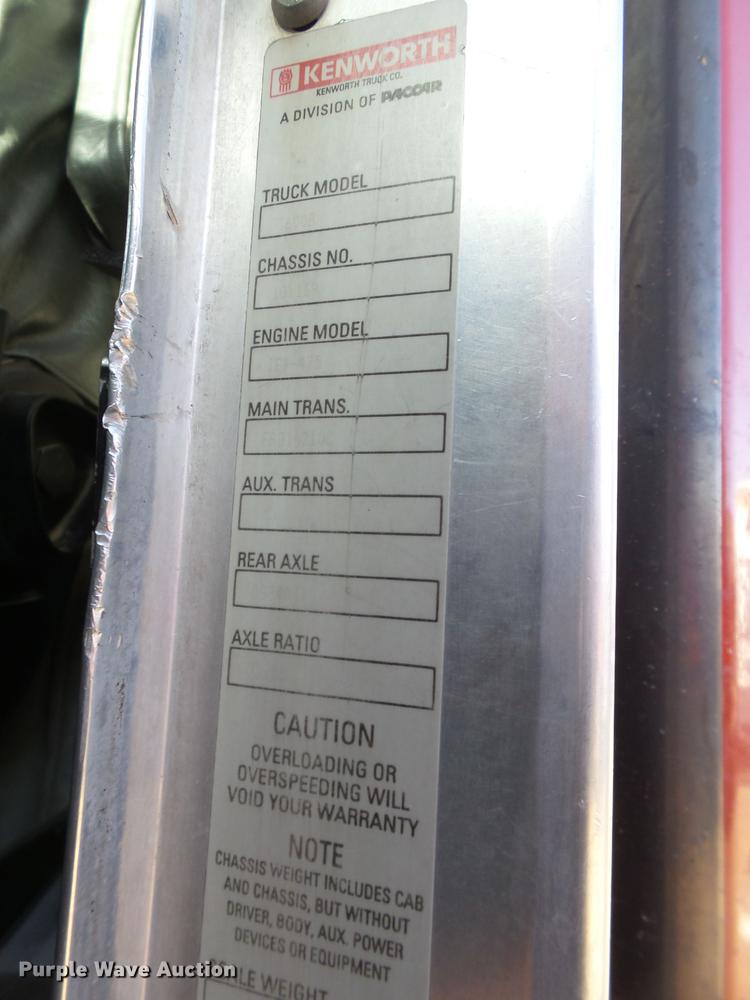 KENWORTH
KENWORTH TRUCK CO.
A DIVISION OF PACCAR
TRUCK MODEL
CHASSIS NO.
ENGINE MODEL
MAIN TRANS.
AUX. TRANS
REAR AXLE
AXLE RATIO
CAUTION
OVERLOADING OR
OVERSPEEDING WILL
VOID YOUR WARRANTY
NOTE
CHASSIS WEIGHT INCLUDES CAB
AND CHASSIS, BUT WITHOUT
DRIVER, BODY, AUX. POWER
DEVICES OR EQUIPMENT
WEIGHT
Purple Wave Auction